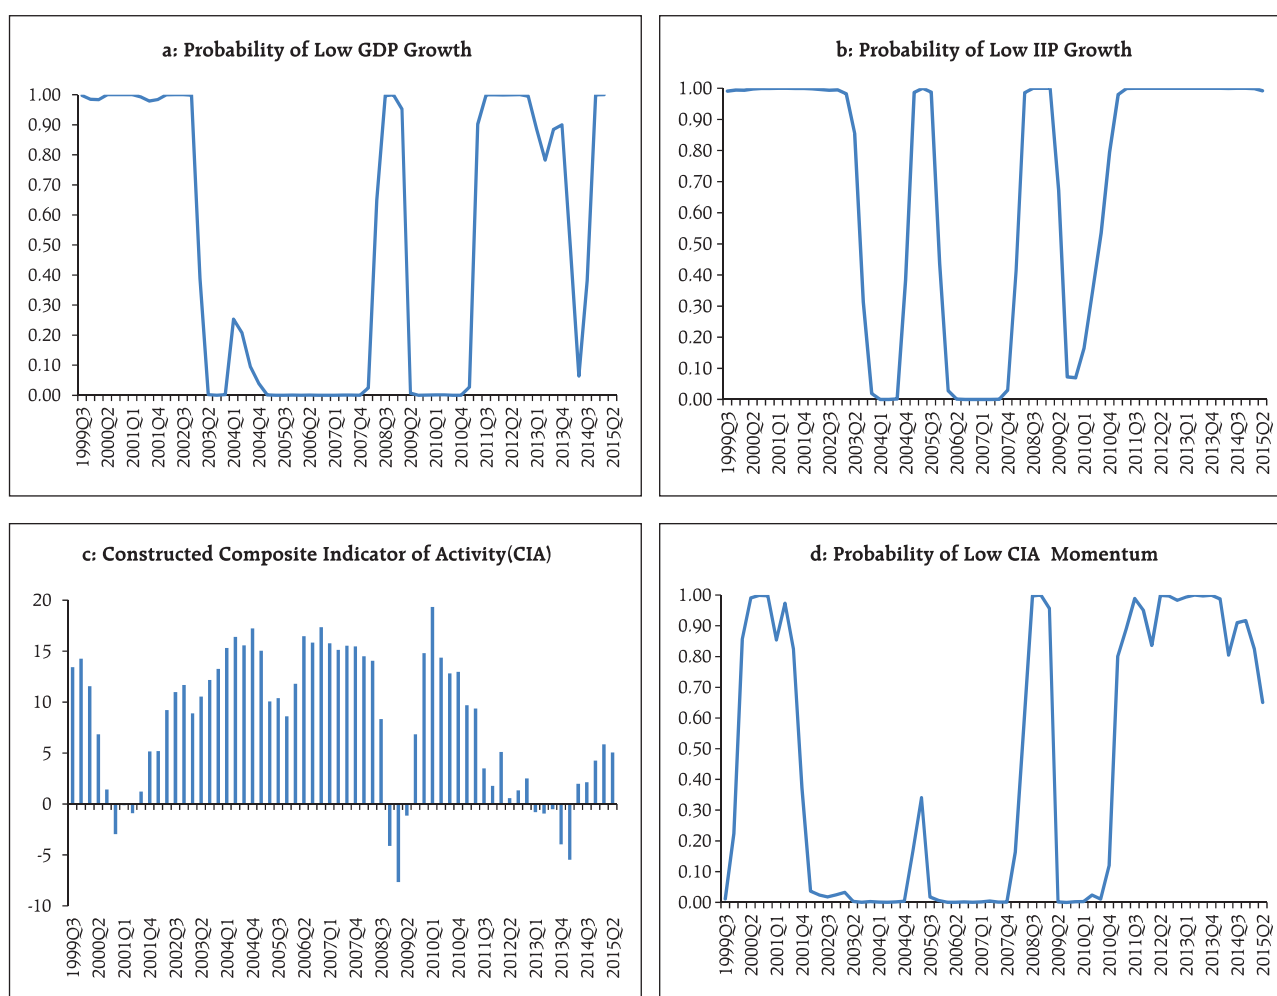 a: Probability of Low GDP Growth
1.00
0.90
0.80
0.70
0.60
0.50
0.40
0.30
0.20
0.10
0.00
1999Q3
2000Q2
2001Q1
2001Q4
2002Q3
2003Q2
2004Q1
2004Q4
2005Q3
2006Q2
2007Q1
2007Q4
2008Q3
2009Q2
2010Q1
2010Q4
2011Q3
2012Q2
2013Q1
2013Q4
2014Q3
2015Q2
b: Probability of Low IIP Growth
1.00
0.90
0.80
0.70
0.60
0.50
0.40
0.30
0.20
0.10
0.00
1999Q3
2000Q2
2001Q1
2001Q4
2002Q3
2003Q2
2004Q1
2004Q4
2005Q3
2006Q2
2007Q1
2007Q4
2008Q3
2009Q2
2010Q1
2010Q4
2011Q3
2012Q2
2013Q1
2013Q4
2014Q3
2015Q2
c: Constructed Composite Indicator of Activity(CIA)
20
15
10
5
0
-5
-10
1999Q3
2000Q2
2001Q1
2001Q4
2002Q3
2003Q2
2004Q1
2004Q4
2005Q3
2006Q2
2007Q1
2007Q4
2008Q3
2009Q2
2010Q1
2010Q4
2011Q3
2012Q2
2013Q1
2013Q4
2014Q3
2015Q2
d: Probability of Low CIA Momentum
1.00
0.90
0.80
0.70
0.60
0.50
0.40
0.30
0.20
0.10
0.00
1999Q3
2000Q2
2001Q1
2001Q4
2002Q3
2003Q2
2004Q1
2004Q4
2005Q3
2006Q2
2007Q1
2007Q4
2008Q3
2009Q2
2010Q1
2010Q4
2011Q3
2012Q2
2013Q1
2013Q4
2014Q3
2015Q2